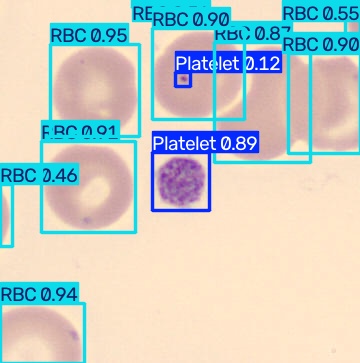 RBC 0.90
RBC 0.55
RBC 0.95
RBC 0.87
RBC 0.90
Platelet 0.12
RBC 0.91
Platelet 0.89
RBC 0.46
RBC 0.94